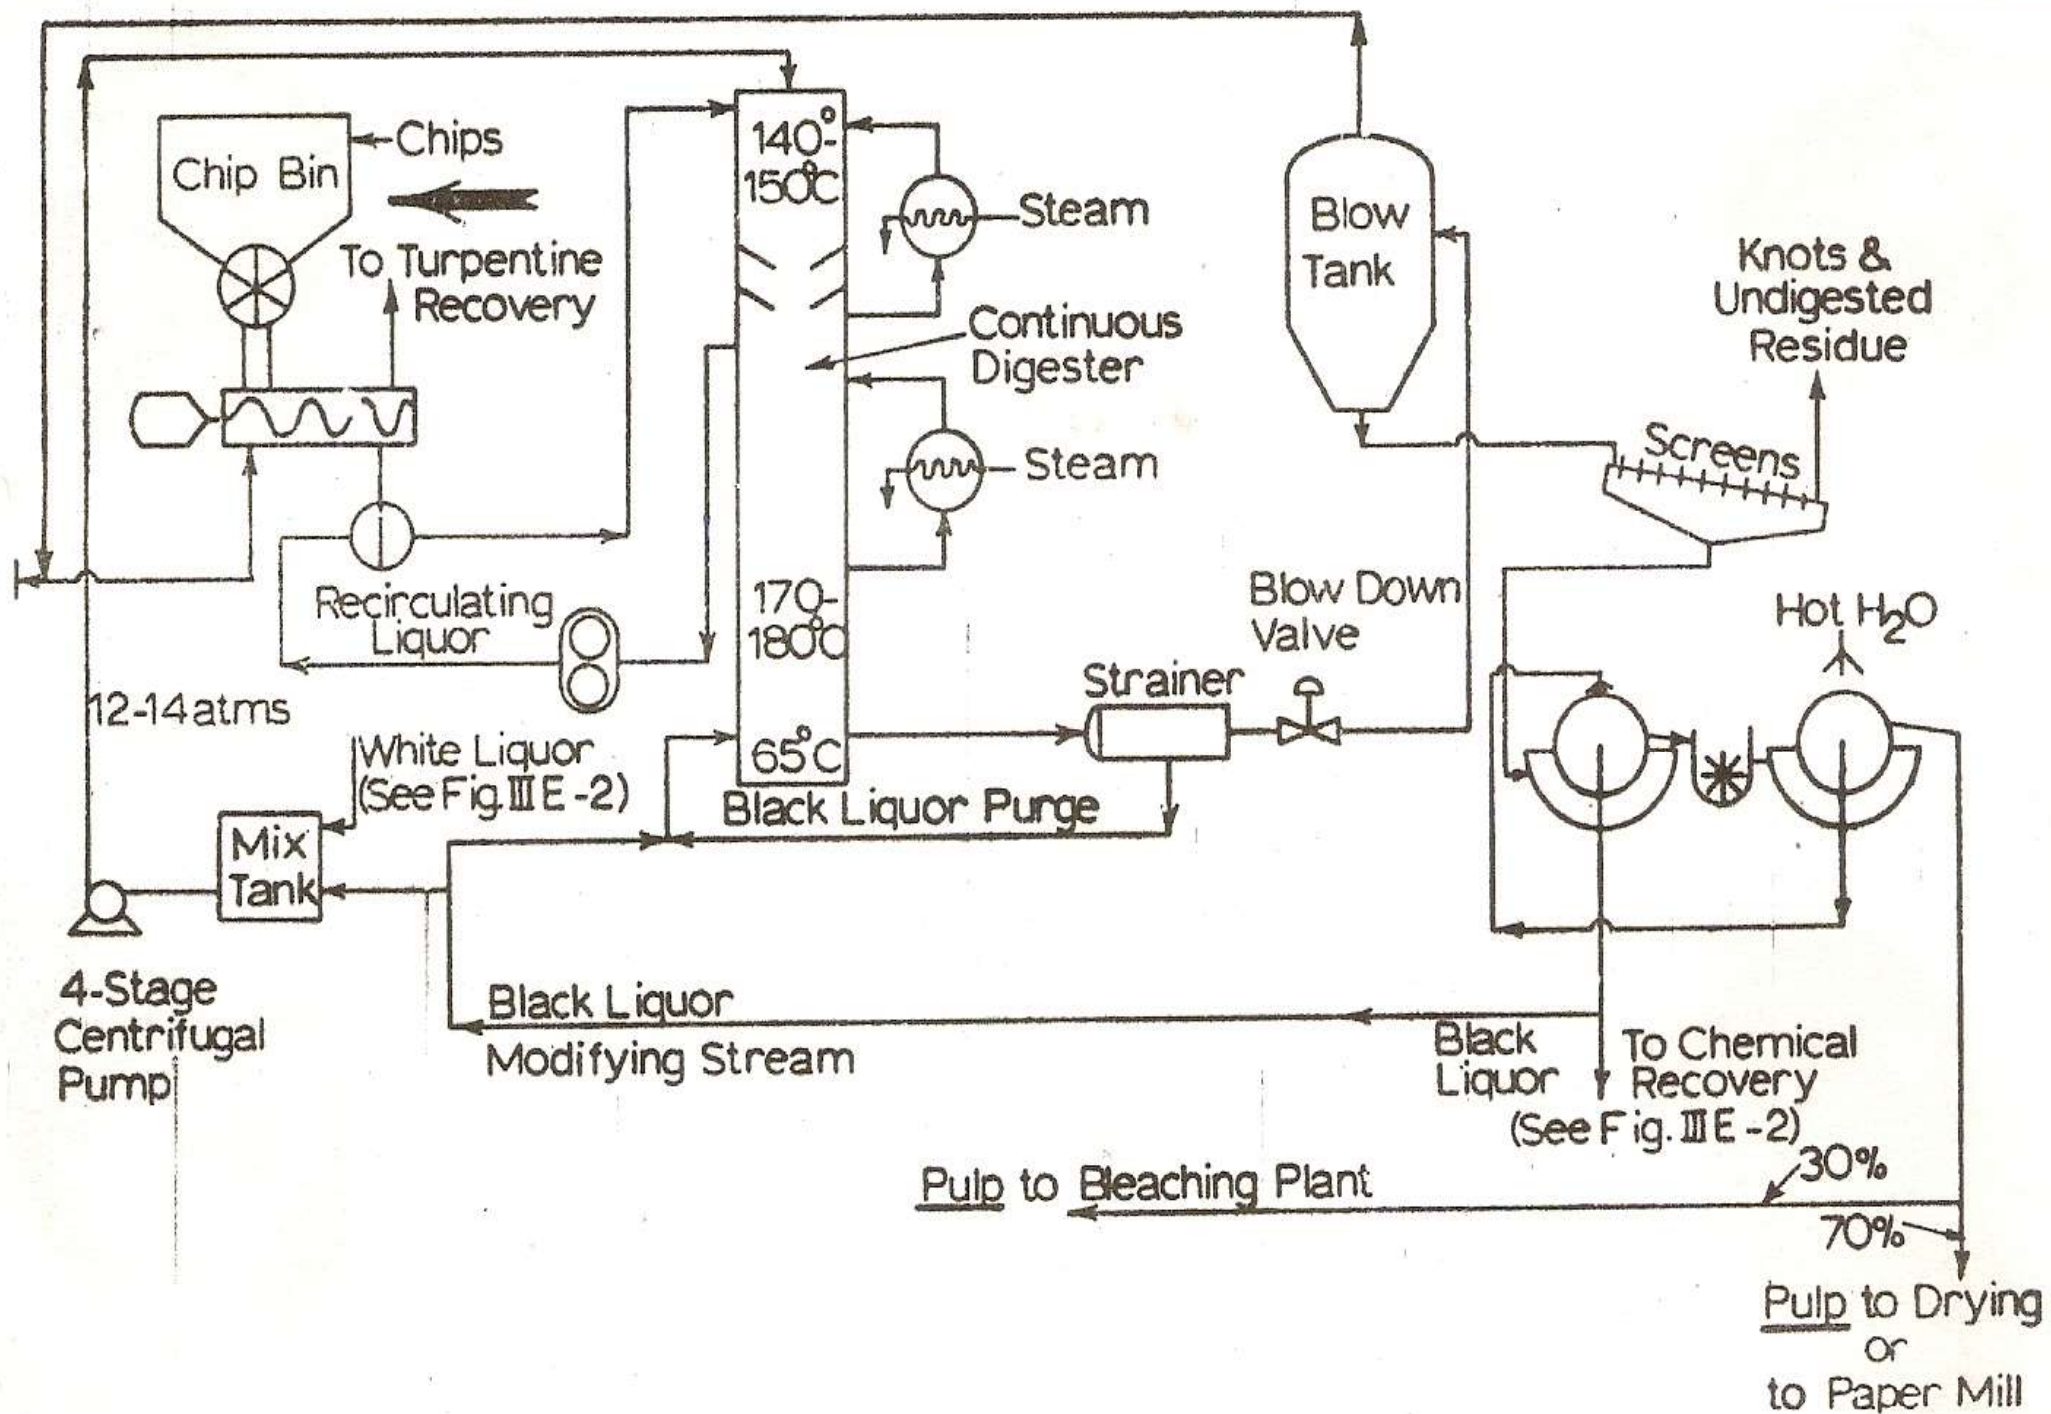 Chips
Chip Bin
To Turpentine
Recovery
140°-
150°C
Steam
Continuous
Digester
Steam
Blow
Tank
Knots &
Undigested
Residue
Screens
Recirculating
Liquor
170-
180°C
65°C
Blow Down
Valve
Strainer
Hot H₂O
12-14 atms
White Liquor
(See Fig. III E-2)
Black Liquor Purge
Mix
Tank
4-Stage
Centrifugal
Pump
Black Liquor
Modifying Stream
Black
Liquor
To Chemical
Recovery
(See Fig. III E-2)
30%
Pulp to Bleaching Plant
70%
Pulp to Drying
or
to Paper Mill